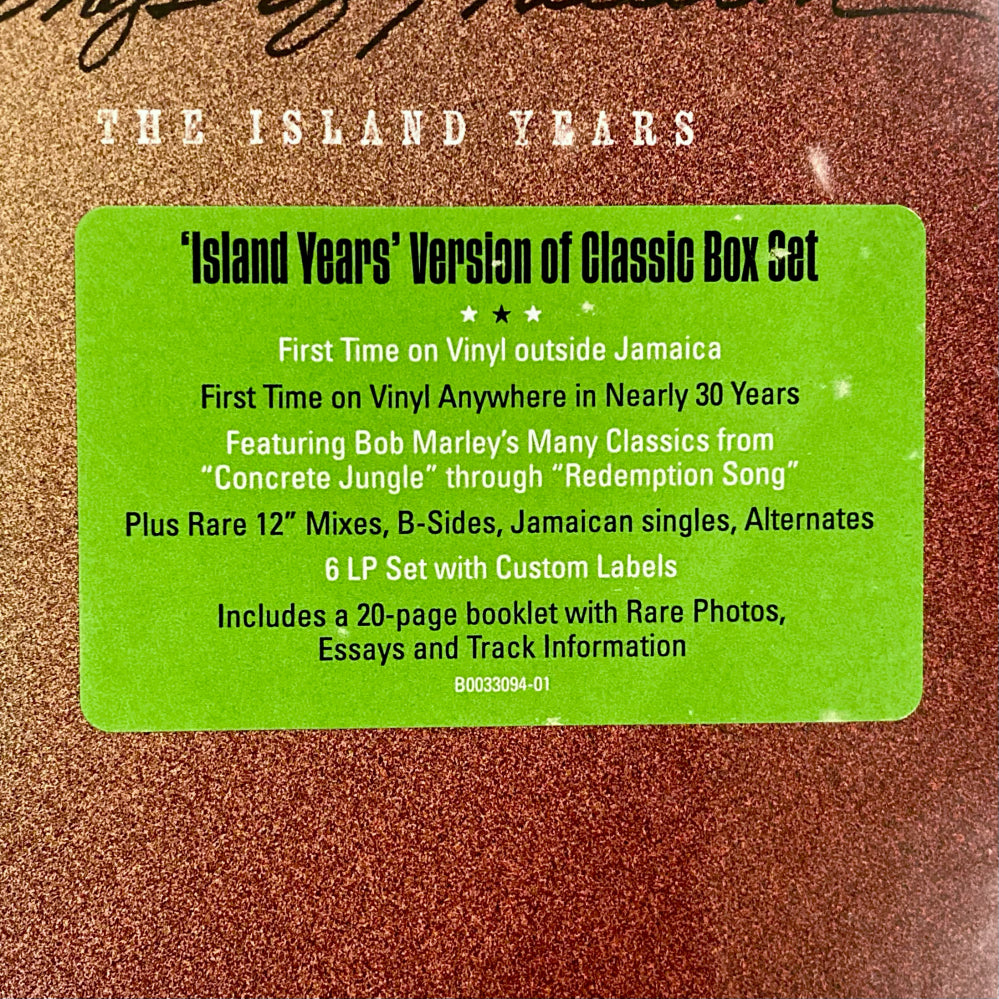 THE ISLAND YEARS
‘Island Years’ Version of Classic Box Set
First Time on Vinyl outside Jamaica
First Time on Vinyl Anywhere in Nearly 30 Years
Featuring Bob Marley’s Many Classics from
“Concrete Jungle” through “Redemption Song”
Plus Rare 12” Mixes, B-Sides, Jamaican singles, Alternates
6 LP Set with Custom Labels
Includes a 20-page booklet with Rare Photos,
Essays and Track Information
B0033094-01